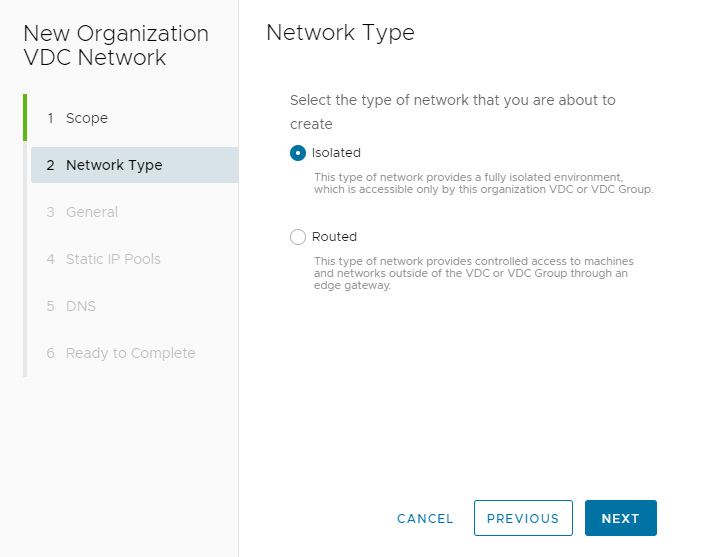 New Organization
VDC Network
1 Scope
2 Network Type
3 General
4 Static IP Pools
5 DNS
6 Ready to Complete
Network Type
Select the type of network that you are about to
create
Isolated
This type of network provides a fully isolated environment,
which is accessible only by this organization VDC or VDC Group.
Routed
This type of network provides controlled access to machines
and networks outside of the VDC or VDC Group through an
edge gateway.
CANCEL PREVIOUS NEXT